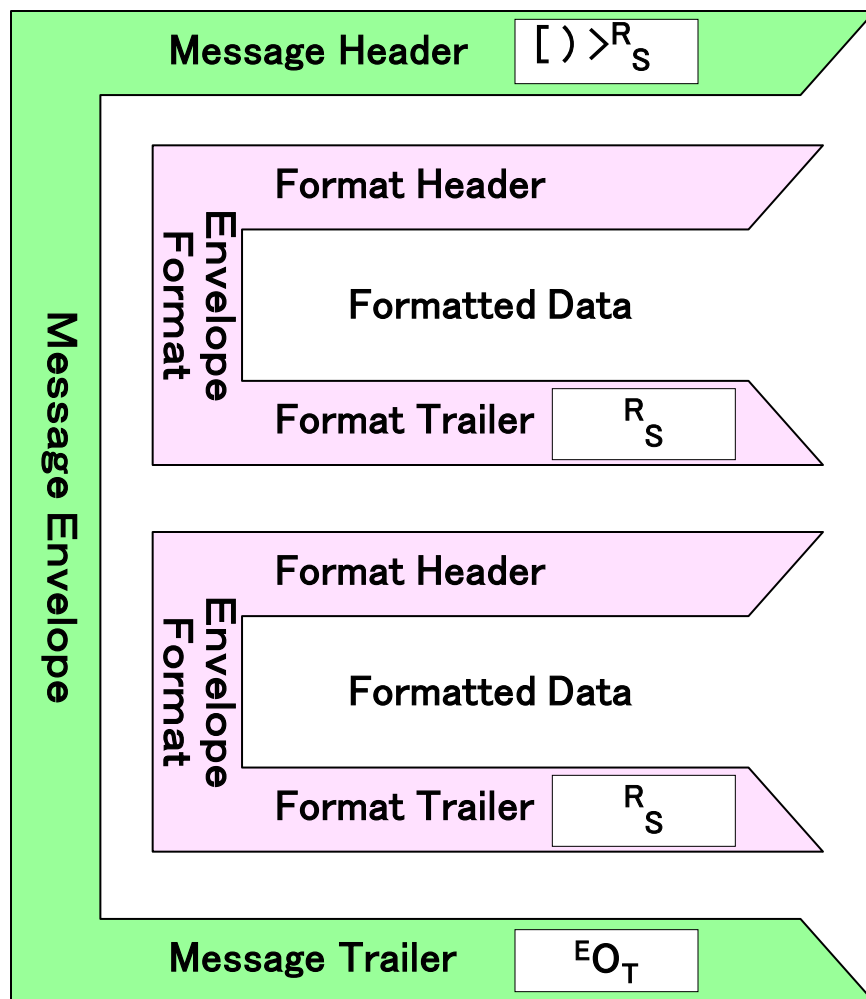 Message Header [ ) > RS
Format Header
Envelope
Format
Formatted Data
Format Trailer RS
Message Envelope
Format Header
Envelope
Format
Formatted Data
Format Trailer RS
Message Trailer EOT